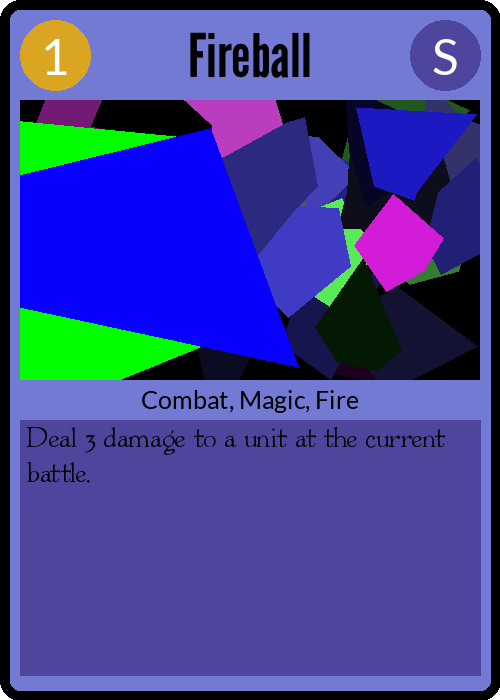 1
Fireball
S
Combat, Magic, Fire
Deal 3 damage to a unit at the current
battle.